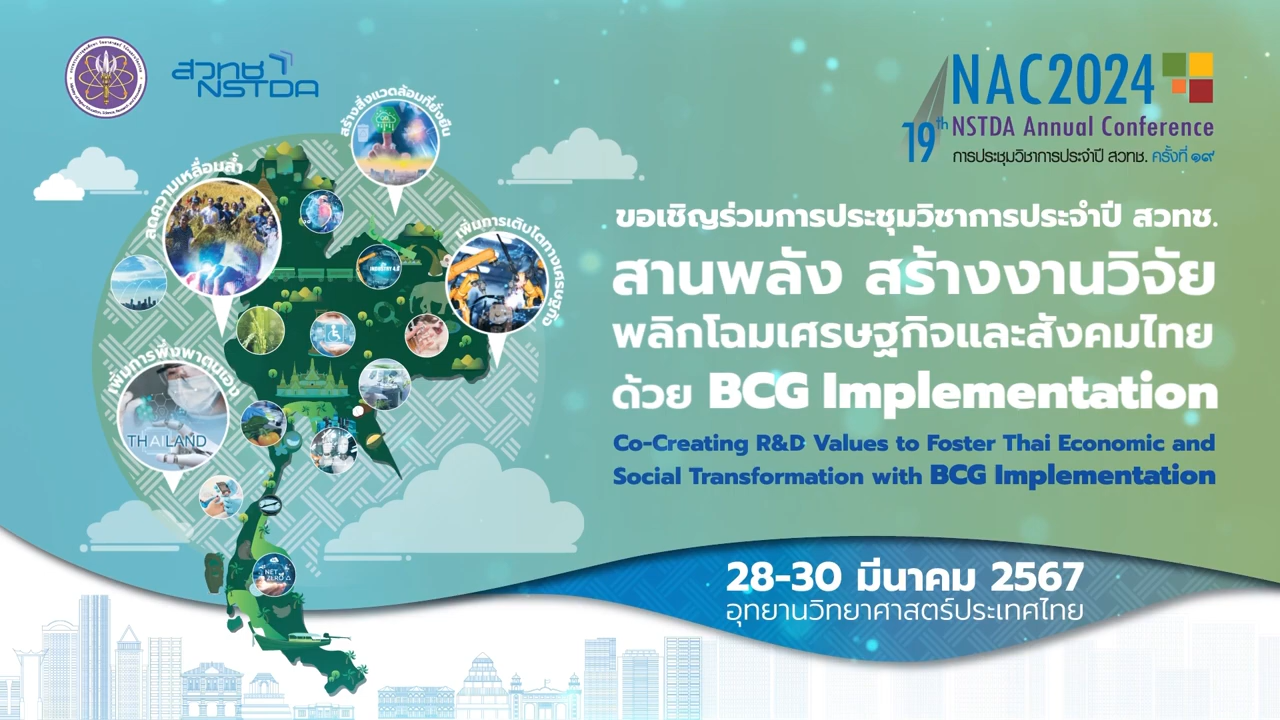 สวทช
NSTDA
NAC2024
19th NSTDA Annual Conference
การประชุมวิชาการประจำปี สวทช. ครั้งที่ ๑๙
สร้างสิ่งแวดล้อมที่ยั่งยืน
ลดความเหลื่อมล้ำ
เพิ่มการเติบโตทางเศรษฐกิจ
INDUSTRY 4.0
เพิ่มการพึ่งพาตนเอง
THAILAND
NET ZERO
ขอเชิญร่วมการประชุมวิชาการประจำปี สวทช.
สานพลัง สร้างงานวิจัย
พลิกโฉมเศรษฐกิจและสังคมไทย
ด้วย BCG Implementation
Co-Creating R&D Values to Foster Thai Economic and
Social Transformation with BCG Implementation
28-30 มีนาคม 2567
อุทยานวิทยาศาสตร์ประเทศไทย